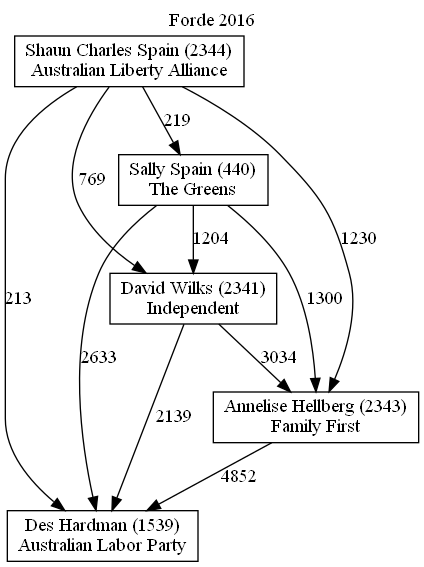 Forde 2016
Shaun Charles Spain (2344)
Australian Liberty Alliance
219
Sally Spain (440)
The Greens
769
1204
1230
David Wilks (2341)
Independent
213
1300
2633
3034
2139
Annelise Hellberg (2343)
Family First
4852
Des Hardman (1539)
Australian Labor Party